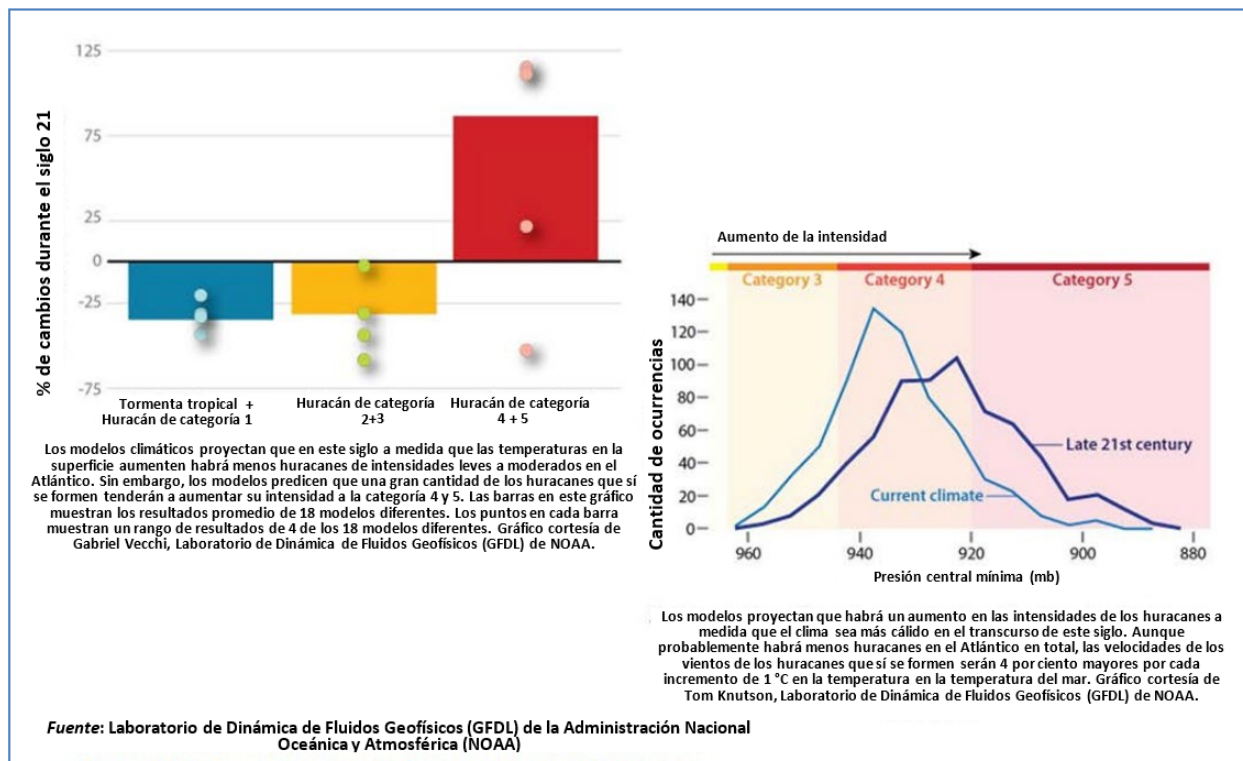 % de cambios durante el siglo 21
125
75
25
0
-25
-75
Tormenta tropical +
Huracán de categoría 1
Huracán de categoría
2+3
Huracán de categoría
4 + 5
Los modelos climáticos proyectan que en este siglo a medida que las temperaturas en la
superficie aumenten habrá menos huracanes de intensidades leves a moderados en el
Atlántico. Sin embargo, los modelos predicen que una gran cantidad de los huracanes que sí
se formen tenderán a aumentar su intensidad a la categoría 4 y 5. Las barras en este gráfico
muestran los resultados promedio de 18 modelos diferentes. Los puntos en cada barra
muestran un rango de resultados de 4 de los 18 modelos diferentes. Gráfico cortesía de
Gabriel Vecchi, Laboratorio de Dinámica de Fluidos Geofísicos (GFDL) de NOAA.
Aumento de la intensidad
Category 3
Category 4
Category 5
Cantidad de ocurrencias
140
120
100
80
60
40
20
0
Late 21st century
Current climate
960
940
920
900
880
Presión central mínima (mb)
Los modelos proyectan que habrá un aumento en las intensidades de los huracanes a
medida que el clima sea más cálido en el transcurso de este siglo. Aunque
probablemente habrá menos huracanes en el Atlántico en total, las velocidades de los
vientos de los huracanes que sí se formen serán 4 por ciento mayores por cada
incremento de 1 °C en la temperatura en la temperatura del mar. Gráfico cortesía de
Tom Knutson, Laboratorio de Dinámica de Fluidos Geofísicos (GFDL) de NOAA.
Fuente: Laboratorio de Dinámica de Fluidos Geofísicos (GFDL) de la Administración Nacional
Oceánica y Atmosférica (NOAA)